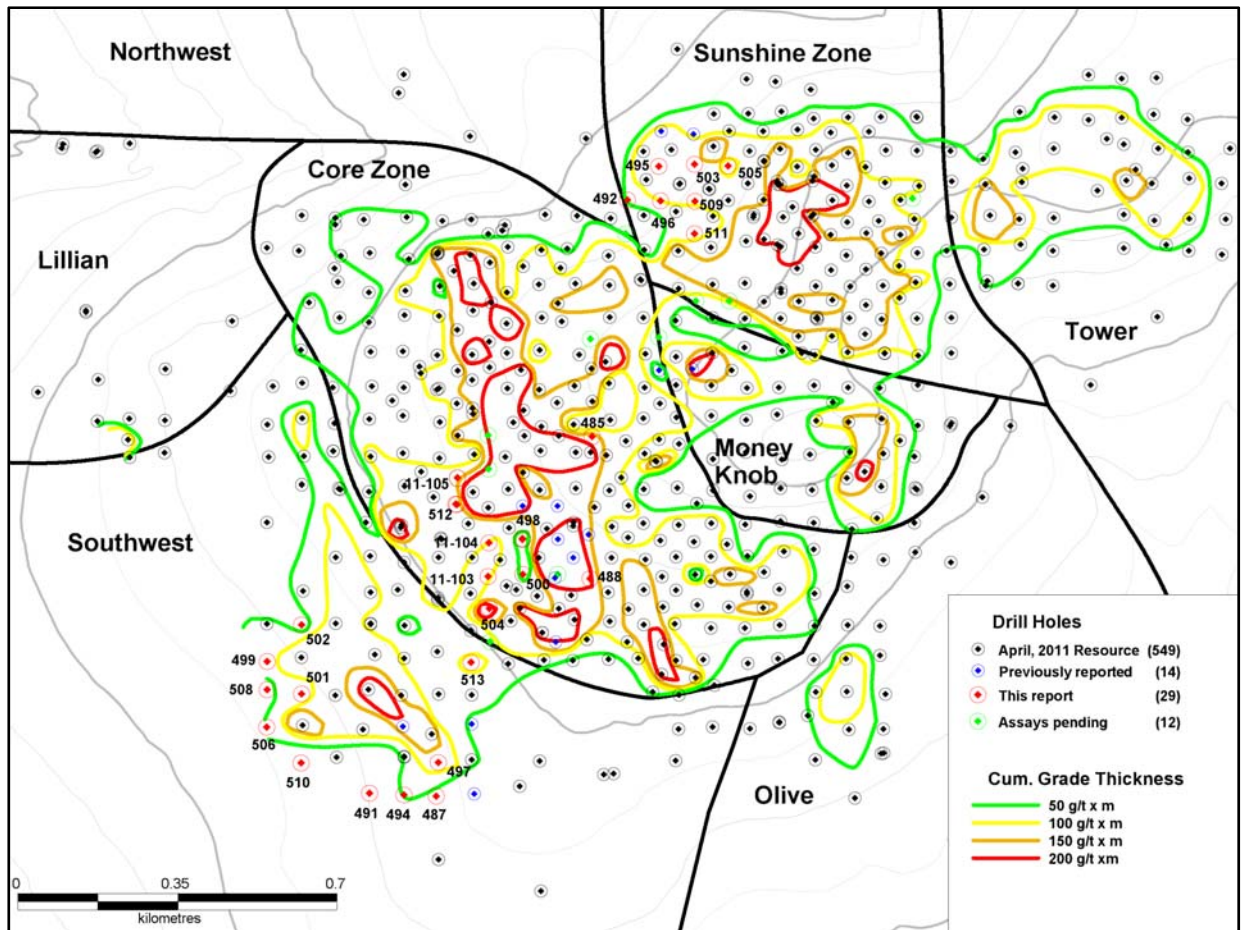 Northwest
Sunshine Zone
Core Zone
495
503
505
492
496
509
511
Lillian
Tower
485
Money
Knob
11-105
512
498
Southwest
11-104
11-103
500
488
504
502
499
501
513
508
506
510
497
491
494
487
Olive
Drill Holes
April, 2011 Resource (549)
Previously reported (14)
This report (29)
Assays pending (12)
Cum. Grade Thickness
50 g/t x m
100 g/t x m
150 g/t x m
200 g/t xm
0 0.35 0.7
kilometres